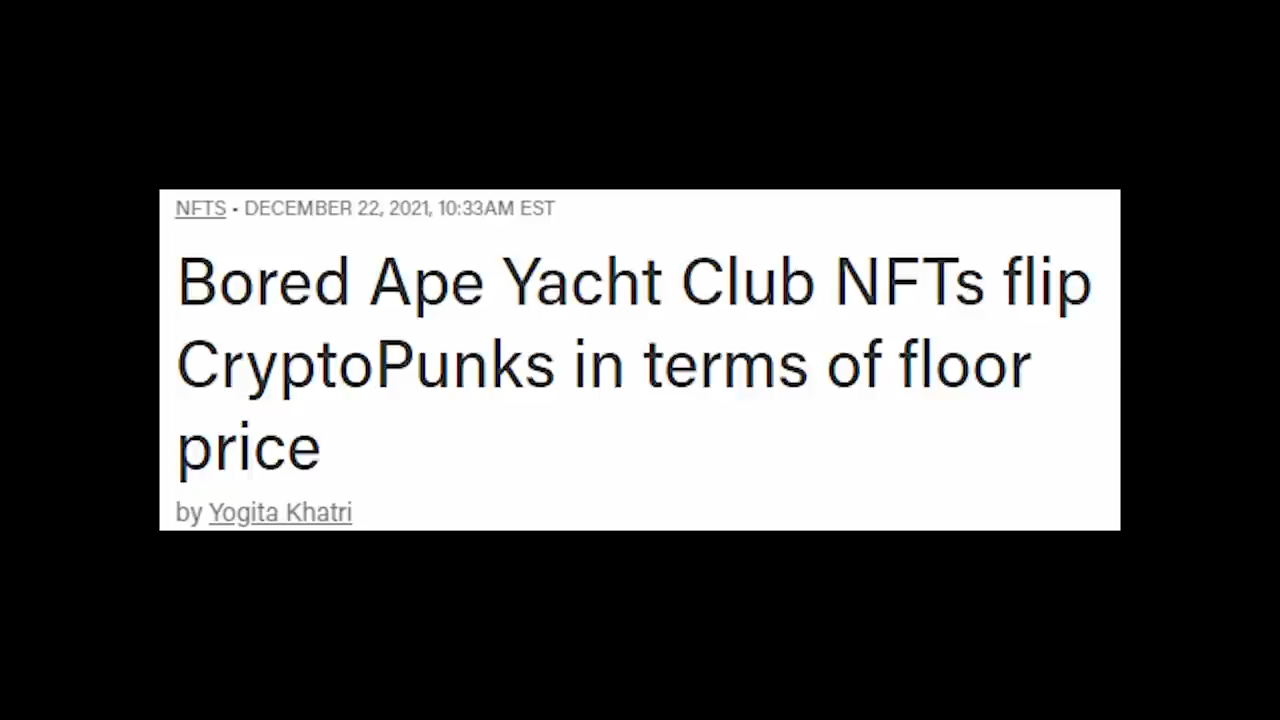 NFTS • DECEMBER 22, 2021, 10:33AM EST
Bored Ape Yacht Club NFTs flip
CryptoPunks in terms of floor
price
by Yogita Khatri